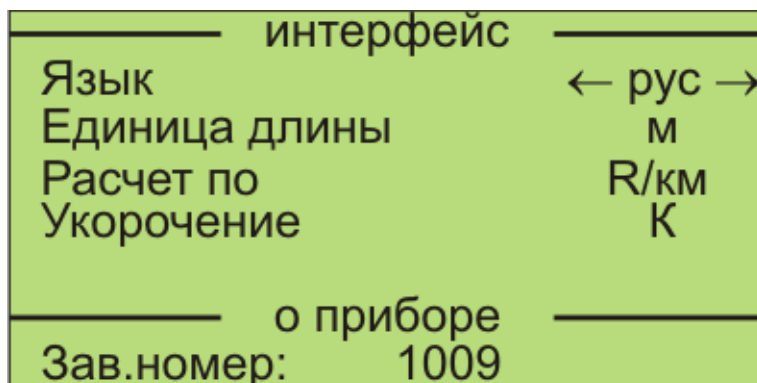 интерфейс
Язык ← рус →
Единица длины м
Расчет по R/км
Укорочение К
о приборе
Зав.номер: 1009